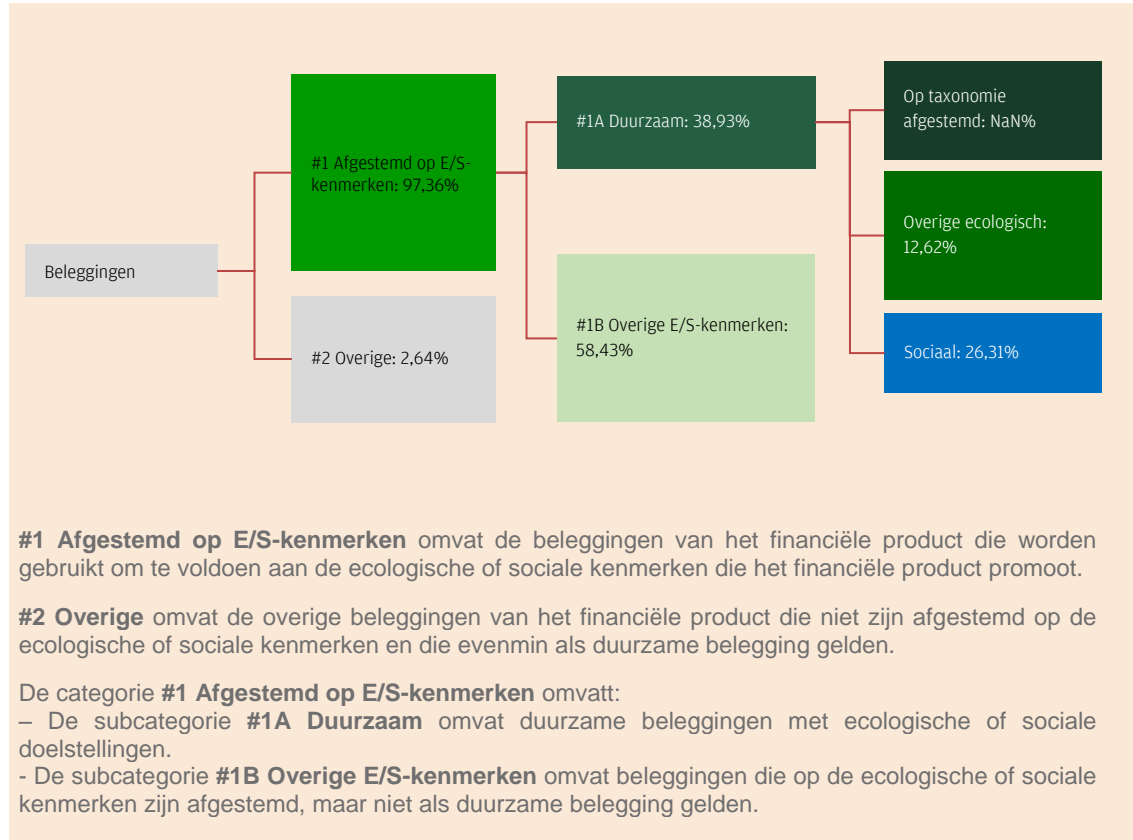 Beleggingen
#1 Afgestemd op E/S-
kenmerken: 97,36%
#2 Overige: 2,64%
#1A Duurzaam: 38,93%
#1B Overige E/S-kenmerken:
58,43%
Op taxonomie
afgestemd: NaN%
Overige ecologisch:
12,62%
Sociaal: 26,31%
#1 Afgestemd op E/S-kenmerken omvat de beleggingen van het financiële product die worden
gebruikt om te voldoen aan de ecologische of sociale kenmerken die het financiële product promoot.
#2 Overige omvat de overige beleggingen van het financiële product die niet zijn afgestemd op de
ecologische of sociale kenmerken en die evenmin als duurzame belegging gelden.
De categorie #1 Afgestemd op E/S-kenmerken omvatt:
– De subcategorie #1A Duurzaam omvat duurzame beleggingen met ecologische of sociale
doelstellingen.
- De subcategorie #1B Overige E/S-kenmerken omvat beleggingen die op de ecologische of sociale
kenmerken zijn afgestemd, maar niet als duurzame belegging gelden.